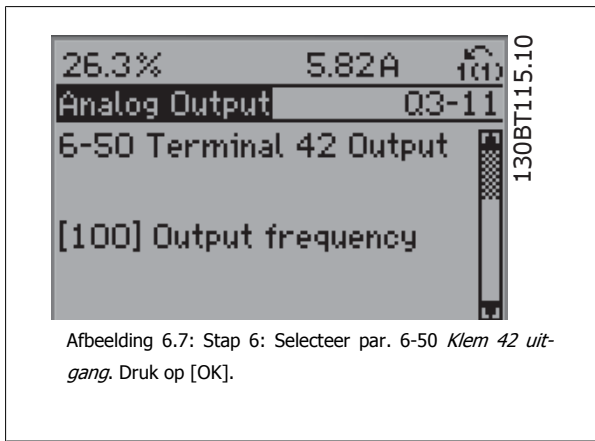 26.3% 5.82A 1(1)
Analog Output Q3-11
6-50 Terminal 42 Output
[100] Output frequency
130BT115.10
Afbeelding 6.7: Stap 6: Selecteer par. 6-50 Klem 42 uit-
gang. Druk op [OK].